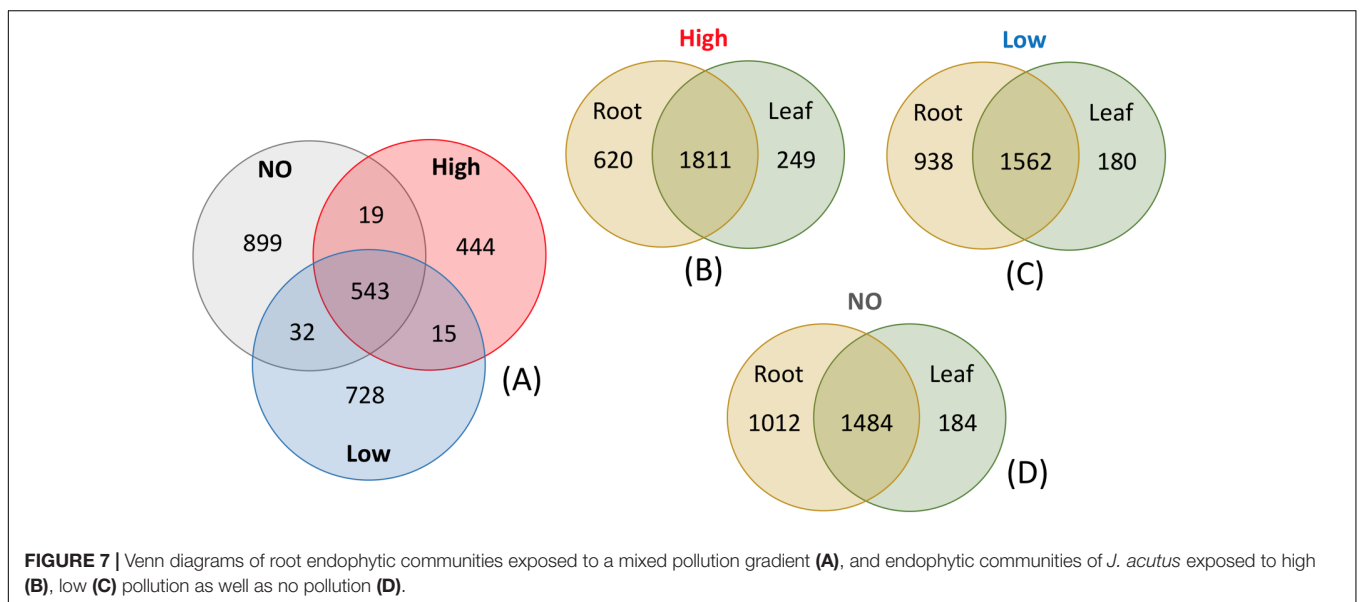 NO
High
19
899
444
543
32
15
728
Low
(A)
High
Root
Leaf
620
1811
249
(B)
Low
Root
Leaf
938
1562
180
(C)
NO
Root
Leaf
1012
1484
184
(D)
FIGURE 7 | Venn diagrams of root endophytic communities exposed to a mixed pollution gradient (A), and endophytic communities of J. acutus exposed to high
(B), low (C) pollution as well as no pollution (D).